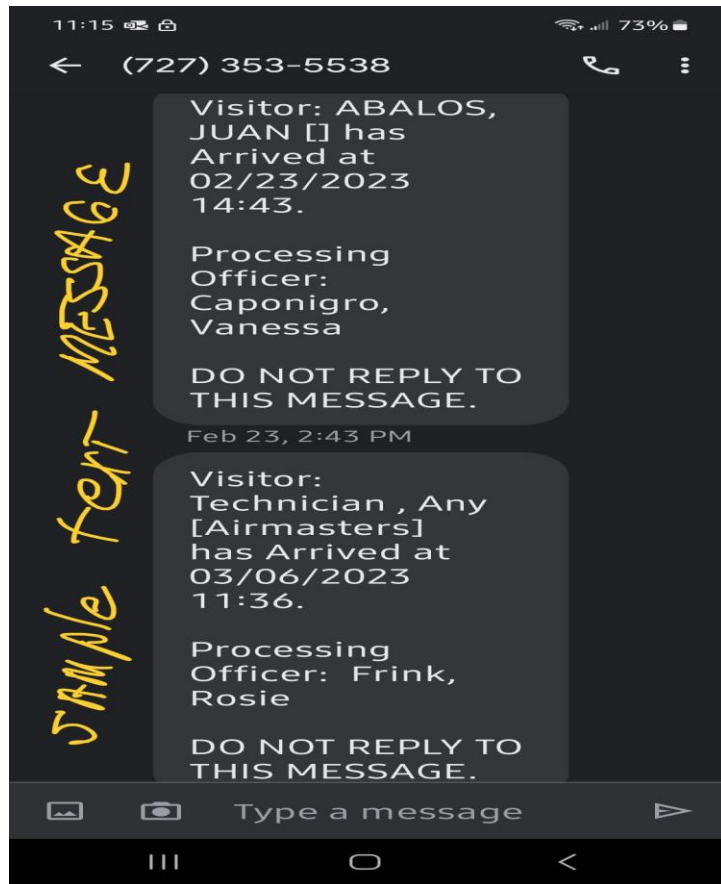 11:15 73%
(727) 353-5538
Visitor: ABALOS,
JUAN [] has
Arrived at
02/23/2023
14:43.
Processing
Officer:
Caponigro,
Vanessa
DO NOT REPLY TO
THIS MESSAGE.
Feb 23, 2:43 PM
Visitor:
Technician , Any
[Airmasters]
has Arrived at
03/06/2023
11:36.
Processing
Officer: Frink,
Rosie
DO NOT REPLY TO
THIS MESSAGE.
Type a message
SAMPLE TEXT MESSAGE